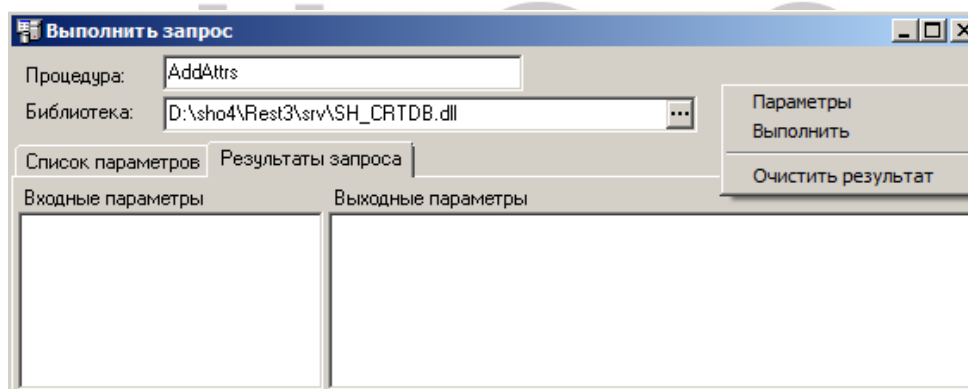 Выполнить запрос
Процедура: AddAttrs
Библиотека: D:\sho4\Rest3\srv\SH_CRTDB.dll ...
Параметры
Выполнить
Очистить результат
Список параметров Результаты запроса
Входные параметры Выходные параметры